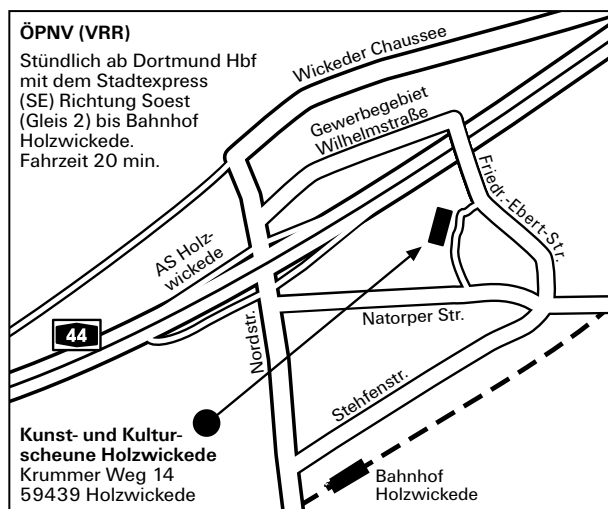 ÖPNV (VRR)
Stündlich ab Dortmund Hbf
mit dem Stadtexpress
(SE) Richtung Soest
(Gleis 2) bis Bahnhof
Holzwickede.
Fahrzeit 20 min.
Wickeder Chaussee
Gewerbegebiet
Wilhelmstraße
Friedr.-Ebert-Str.
AS Holz-
wickede
44
Nordstr.
Natorper Str.
Stehfenstr.
Kunst- und Kultur-
scheune Holzwickede
Krummer Weg 14
59439 Holzwickede
Bahnhof
Holzwickede